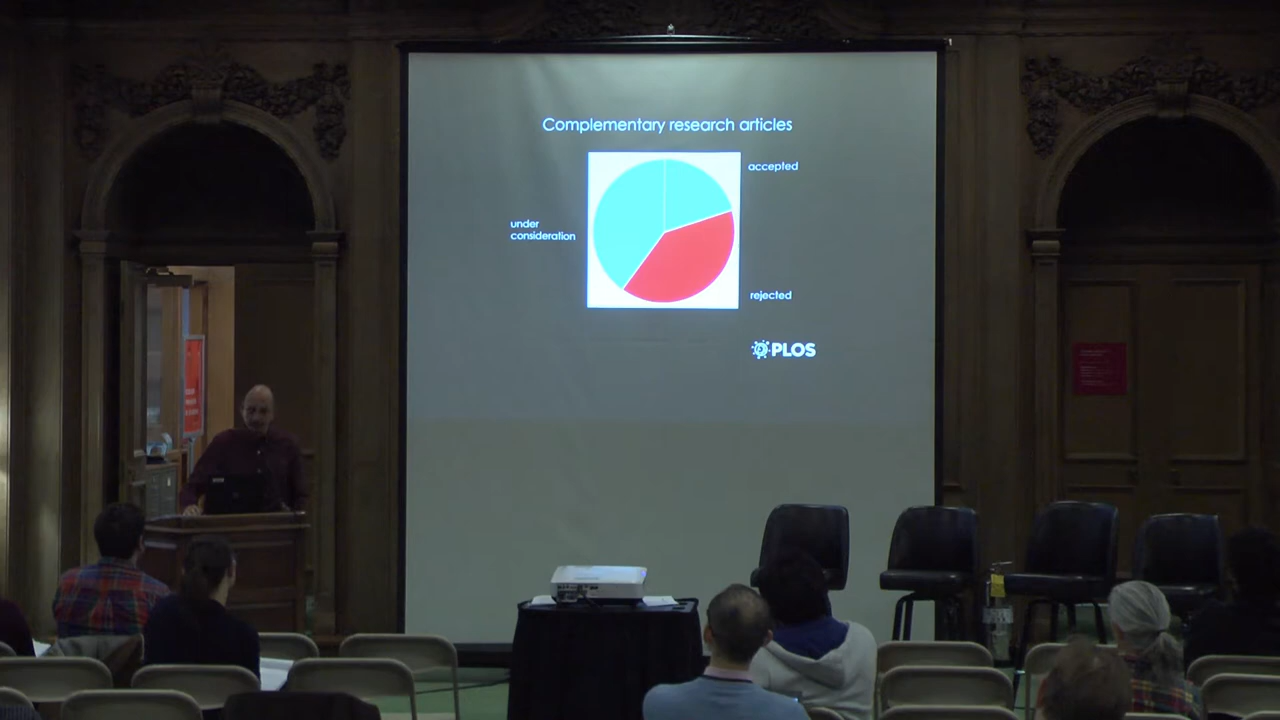 Complementary research articles
accepted
under
consideration
rejected
PLOS